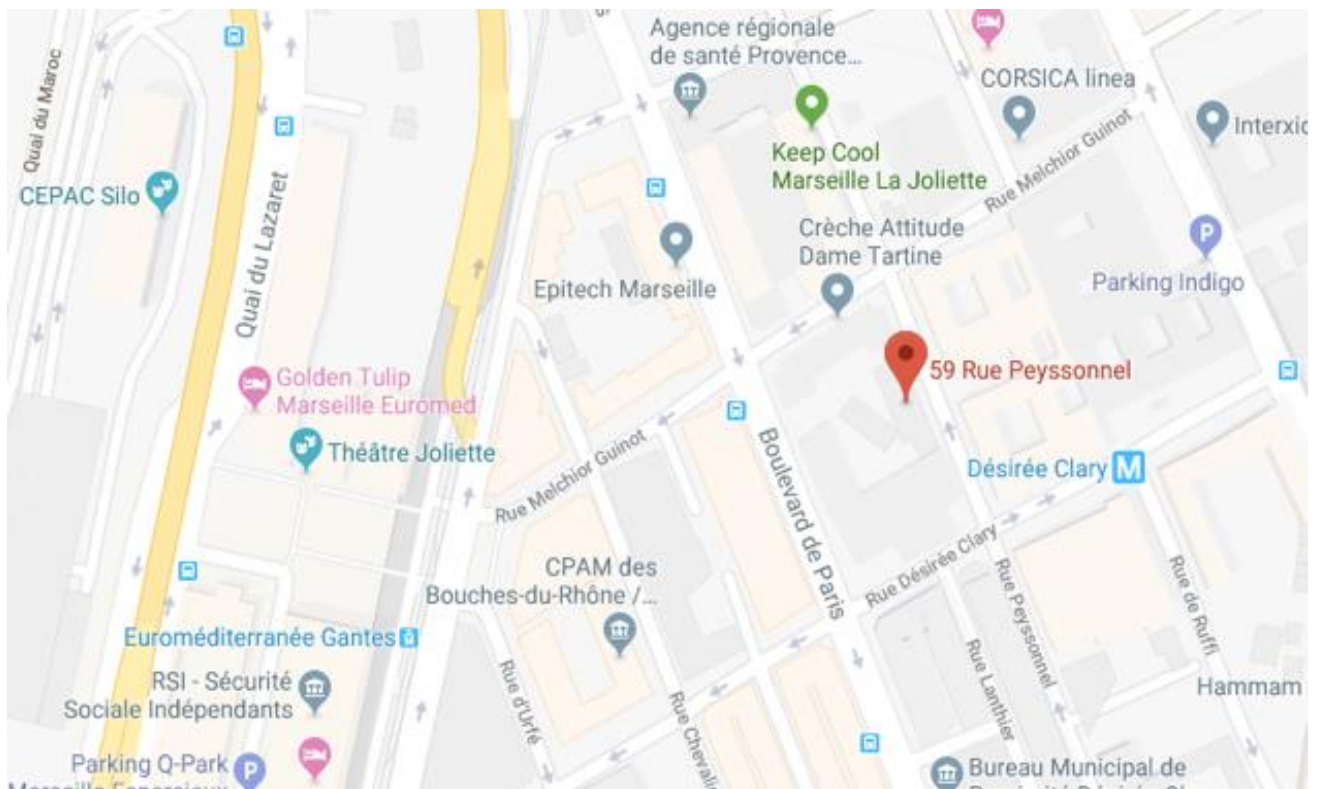 Agence régionale
de santé Provence...
Quai du Maroc
CORSICA linea
Keep Cool
Marseille La Joliette
Rue Melchior Guinot
CEPAC Silo
Quai du Lazaret
Crèche Attitude
Dame Tartine
Epitech Marseille
P
Parking Indigo
59 Rue Peyssonnel
Golden Tulip
Marseille Euromed
Théâtre Joliette
Rue Melchior Guinot
Boulevard de Paris
Désirée Clary M
CPAM des
Bouches-du-Rhône /...
Rue Désirée Clary
Rue Peyssonnel
Rue de Ruffi
Euroméditerranée Gantes
RSI - Sécurité
Sociale Indépendants
Rue d'Urfé
Rue Lanthier
Hammam
Parking Q-Park P
Bureau Municipal de